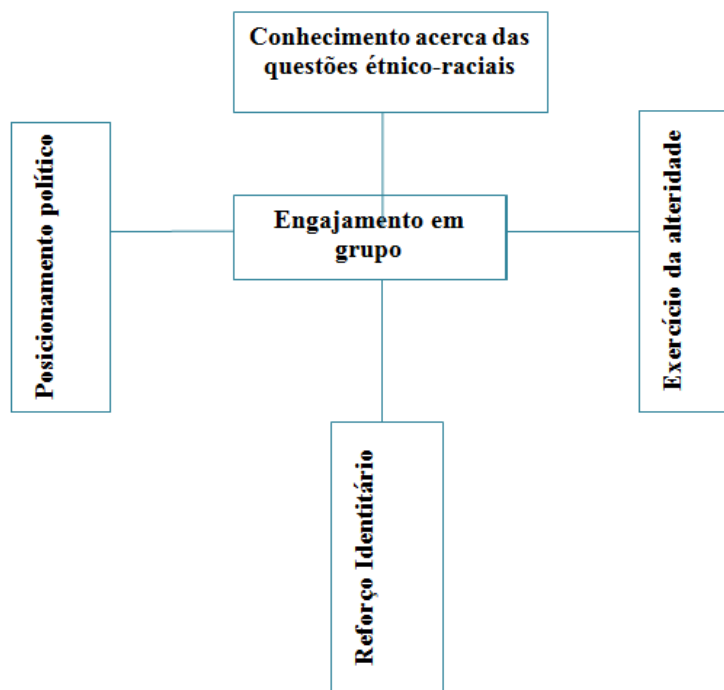 Conhecimento acerca das
questões étnico-raciais
Posicionamento político
Engajamento em
grupo
Exercício da alteridade
Reforço Identitário